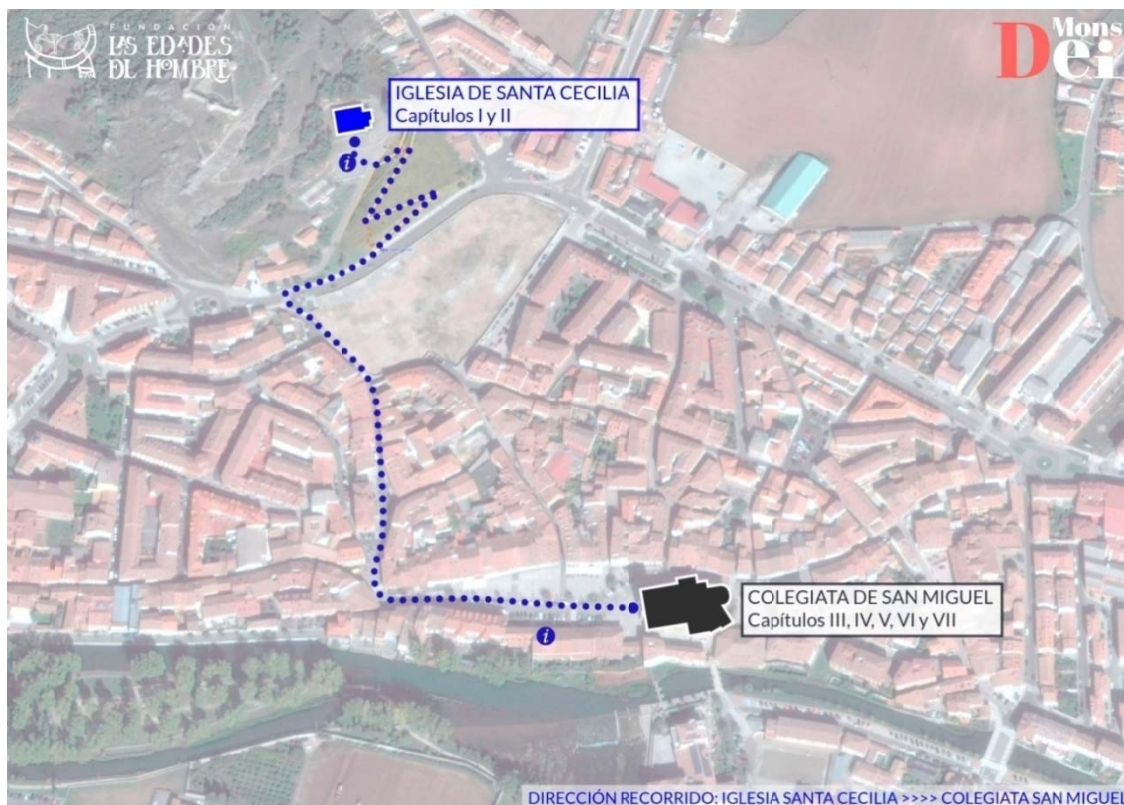 FUNDACIÓN
LAS EDADES
DEL HOMBRE
Mons
Dei
IGLESIA DE SANTA CECILIA
Capítulos I y II
i
i
COLEGIATA DE SAN MIGUEL
Capítulos III, IV, V, VI y VII
DIRECCIÓN RECORRIDO: IGLESIA SANTA CECILIA >>>> COLEGIATA SAN MIGUEL